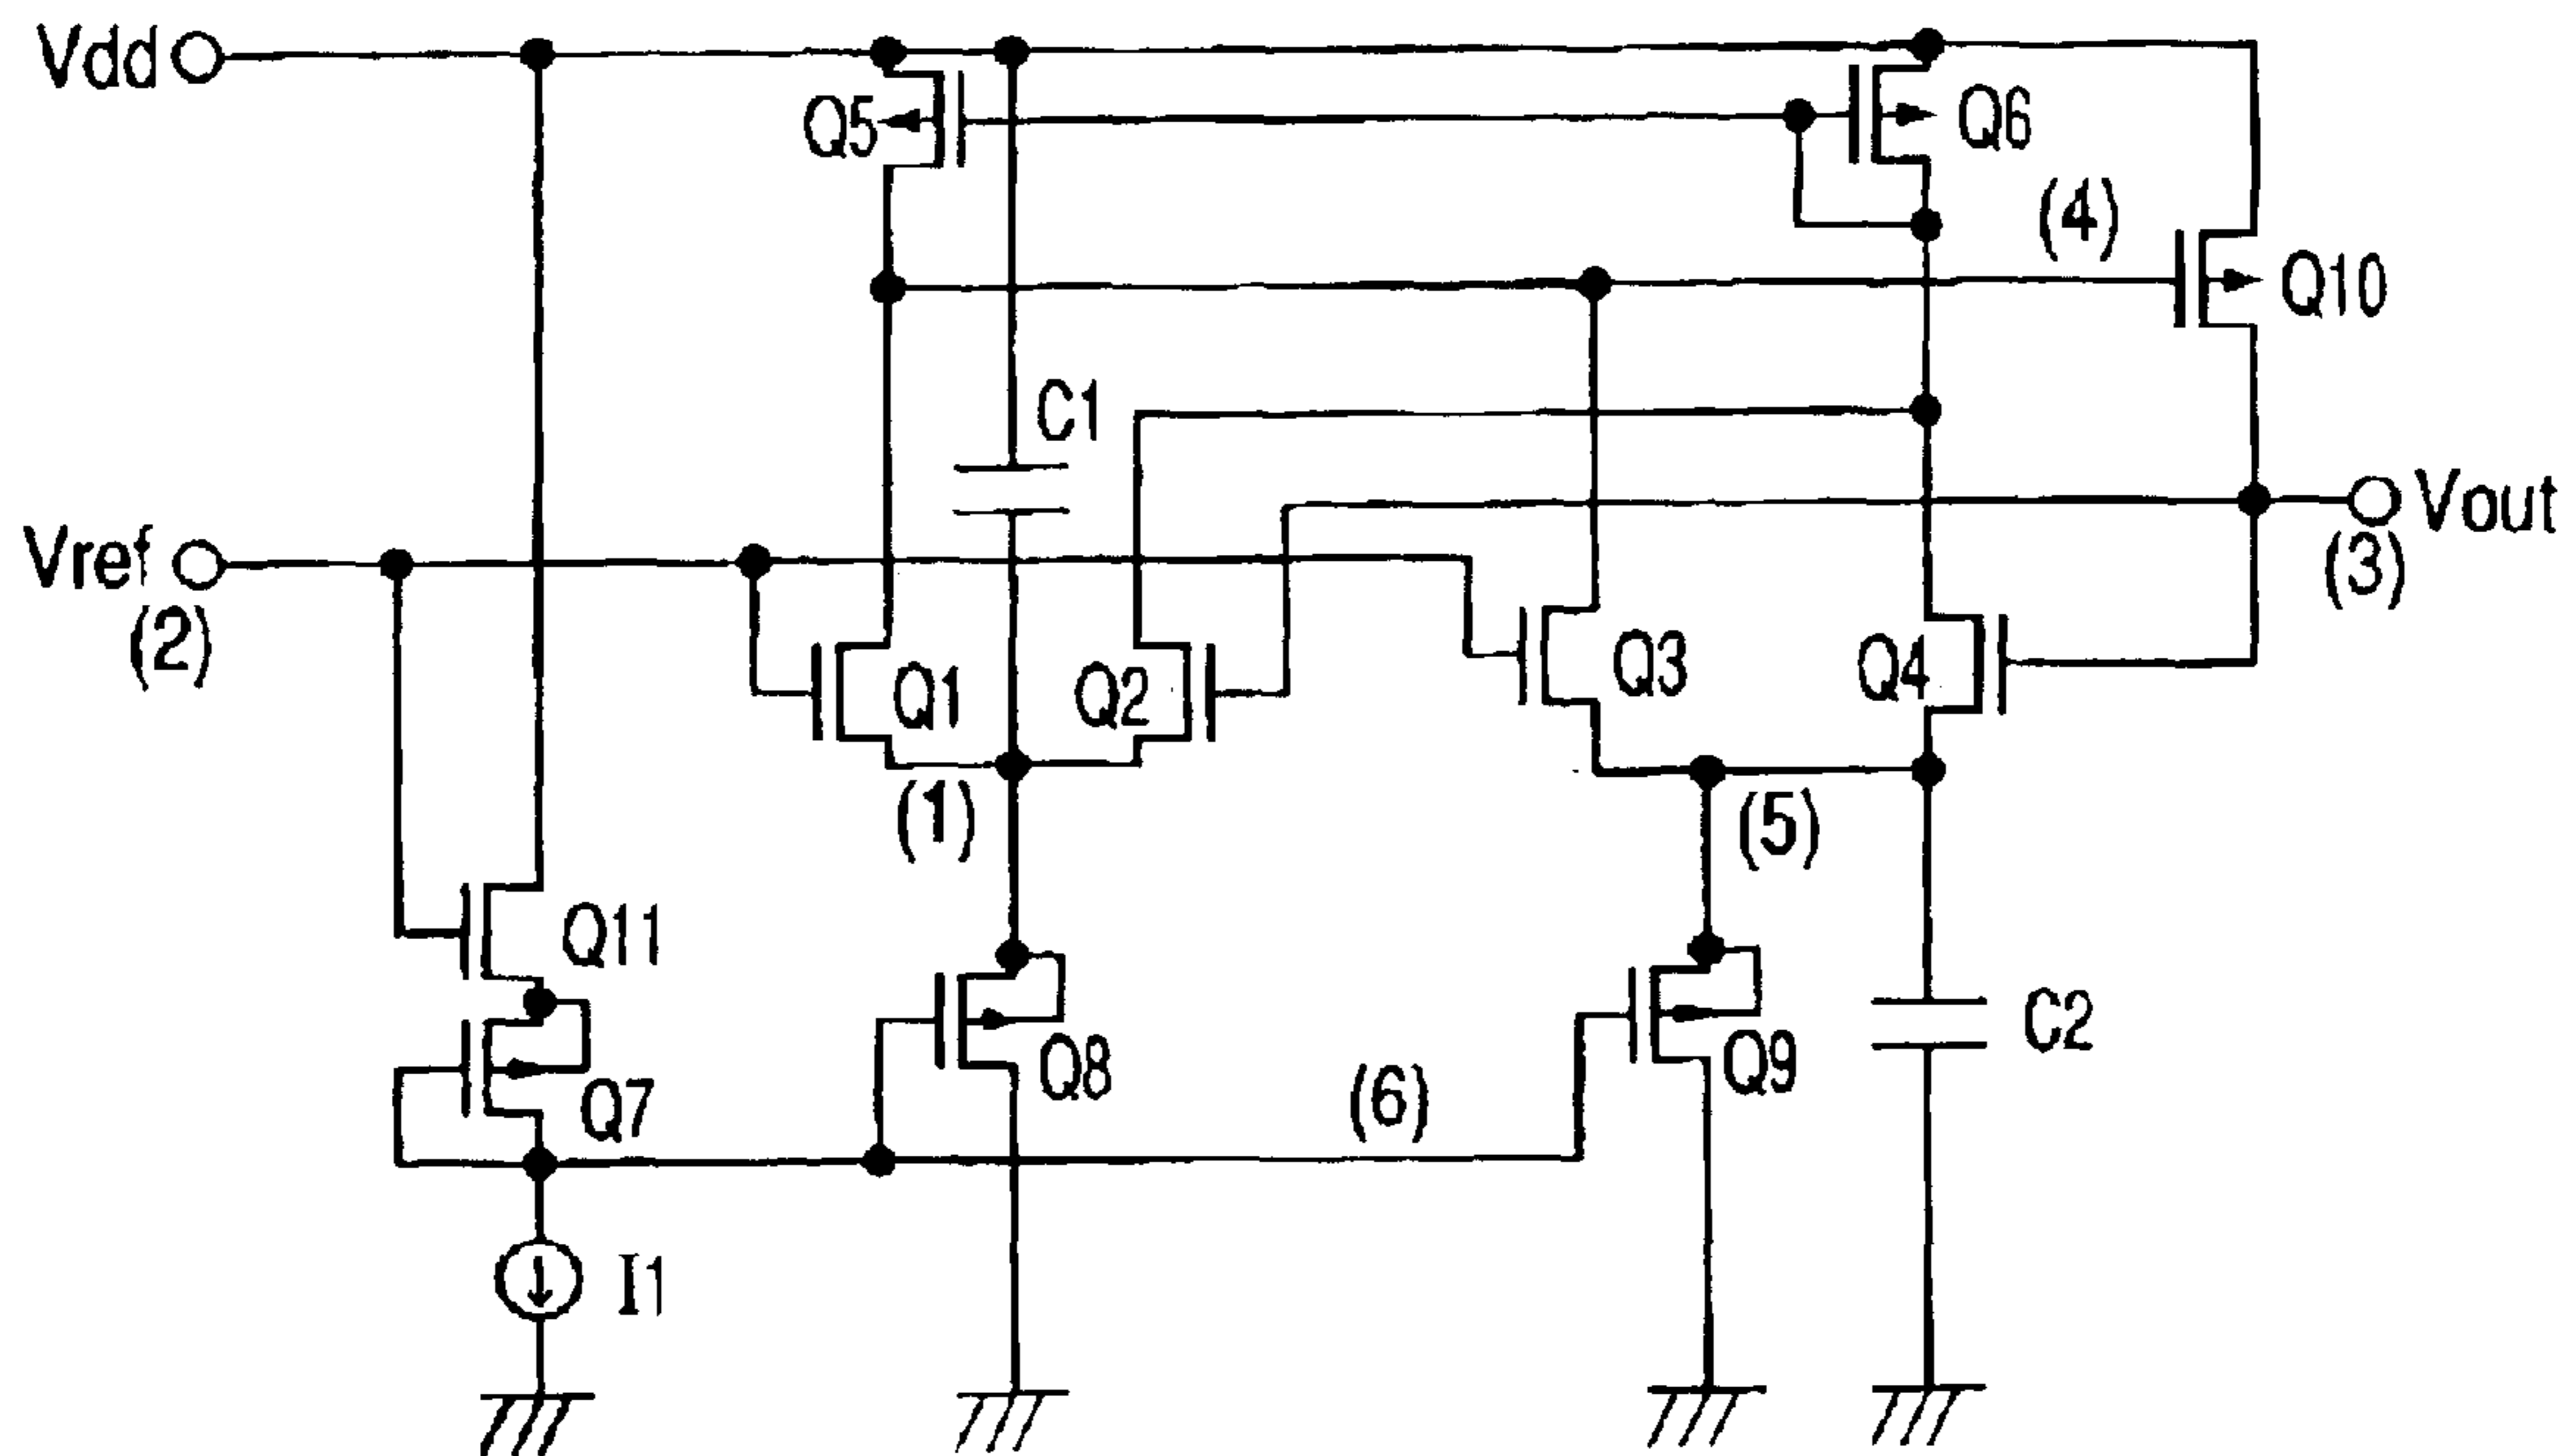 Vdd
Q5
Q6
(4)
Q10
C1
Vref
(2)
Vout
(3)
Q1
Q2
Q3
Q4
(1)
(5)
Q11
Q7
Q8
(6)
Q9
C2
I1